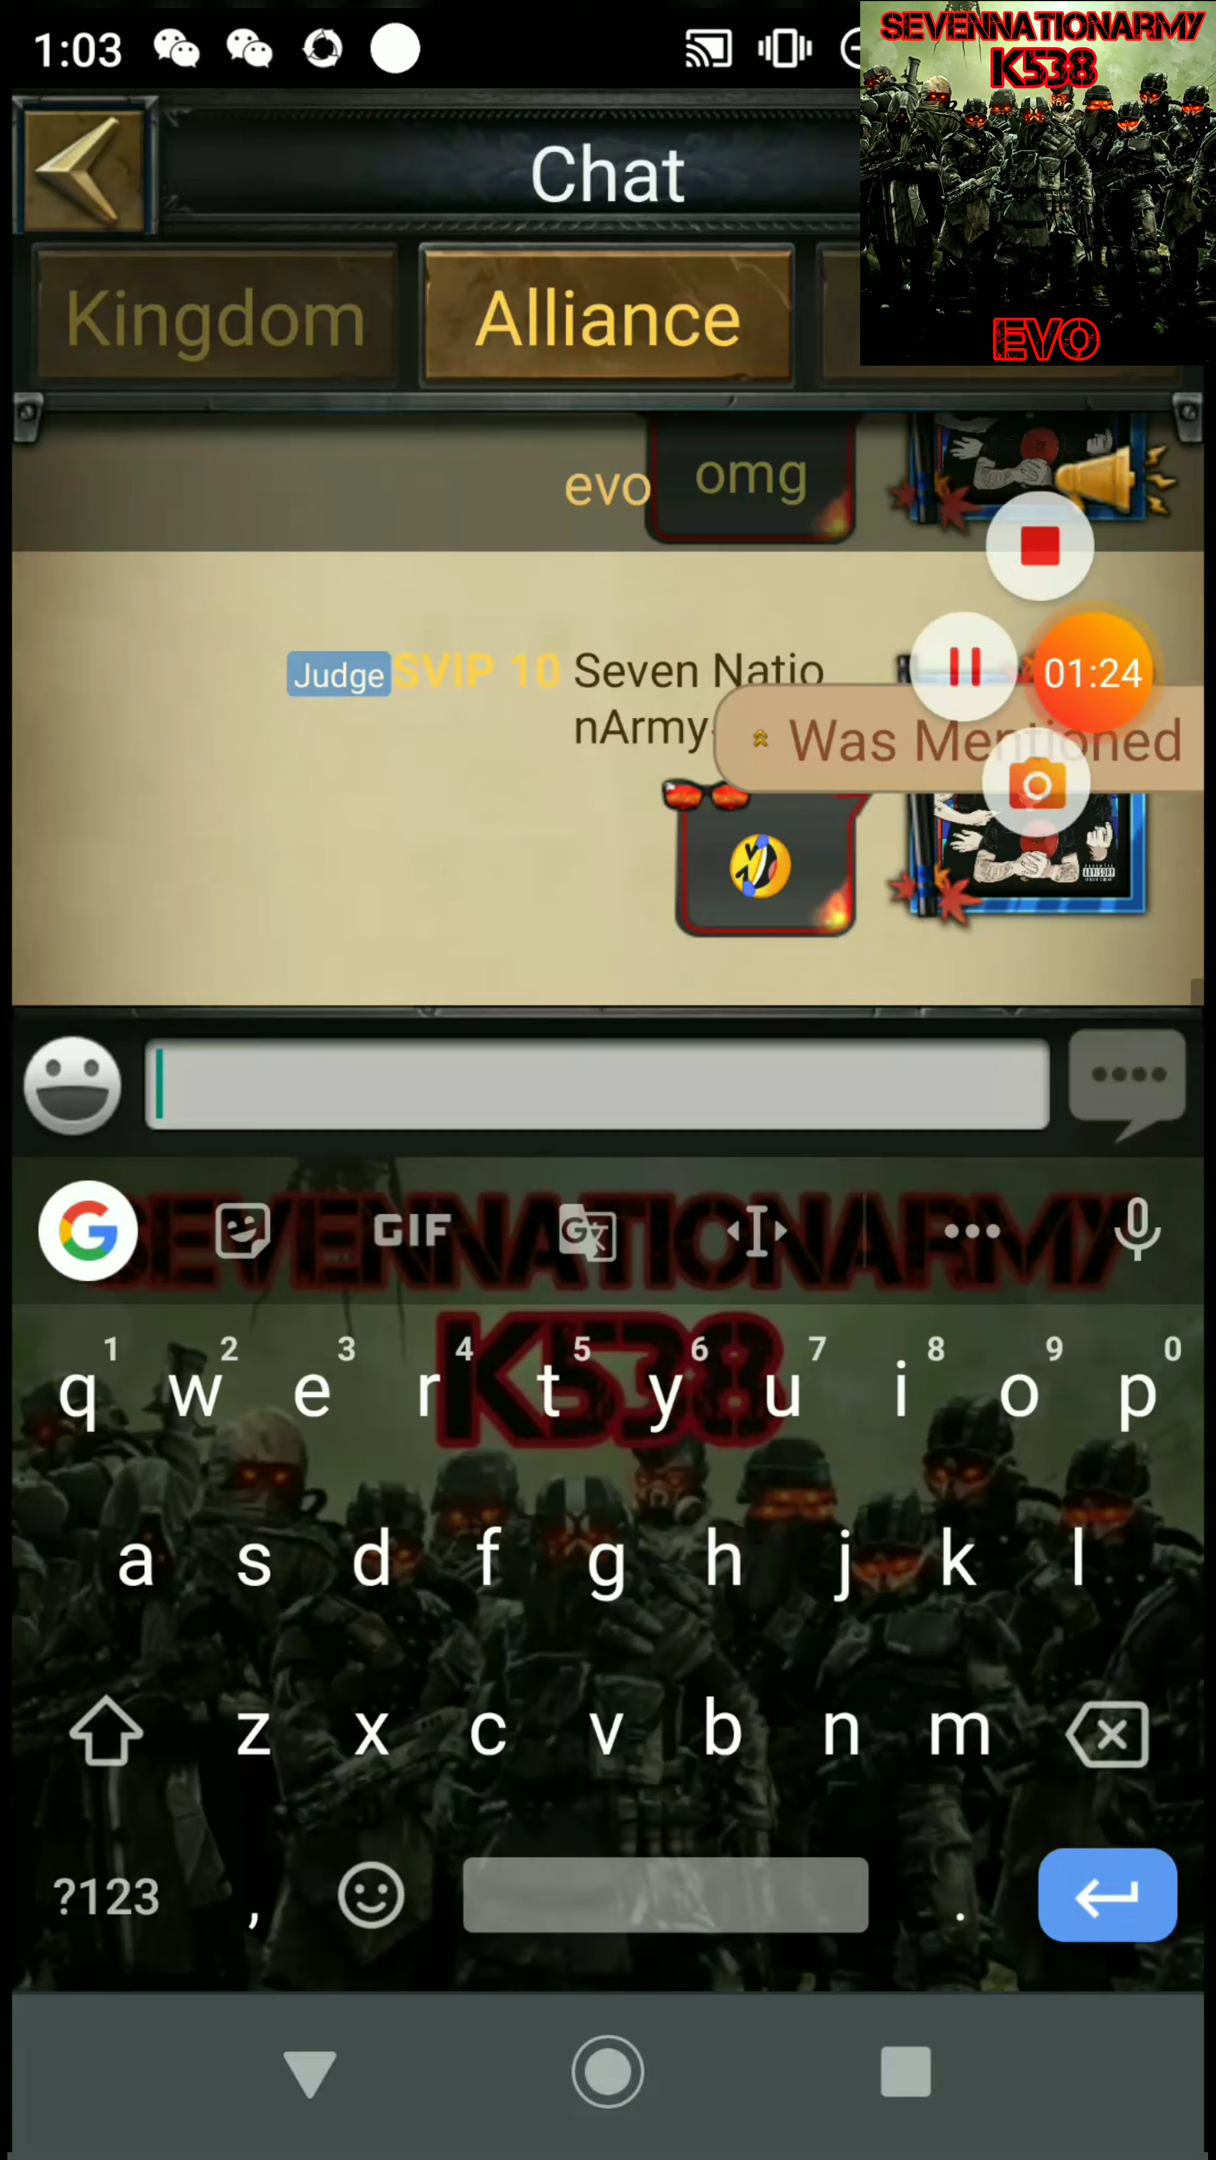 1:03
SEVENNATIONARMY
K538
EVO
Chat
Kingdom
Alliance
evo
omg
Judge SVIP 10 Seven Natio
nArmy
Was Mentioned
01:24
SEVENNATIONARMY
GIF
K538
1 2 3 4 5 6 7 8 9 0
q w e r t y u i o p
a s d f g h j k l
z x c v b n m
?123 , .